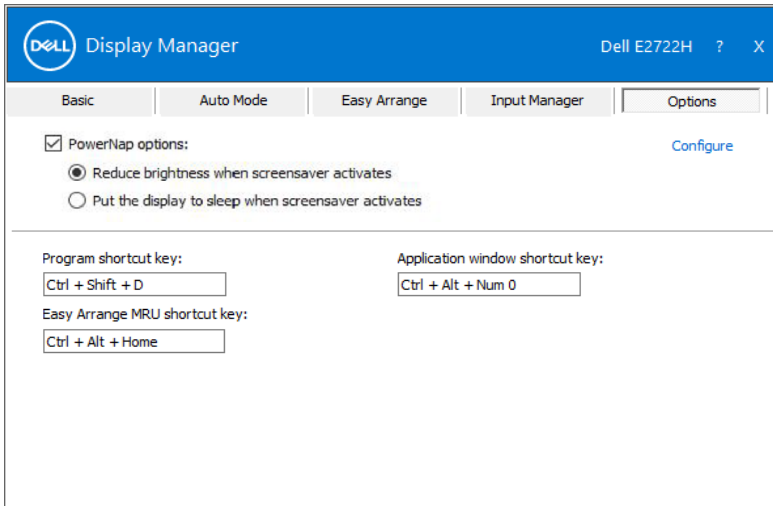 DELL Display Manager Dell E2722H ? X
Basic Auto Mode Easy Arrange Input Manager Options
PowerNap options: Configure
Reduce brightness when screensaver activates
Put the display to sleep when screensaver activates
Program shortcut key: Application window shortcut key:
Ctrl + Shift + D Ctrl + Alt + Num 0
Easy Arrange MRU shortcut key:
Ctrl + Alt + Home